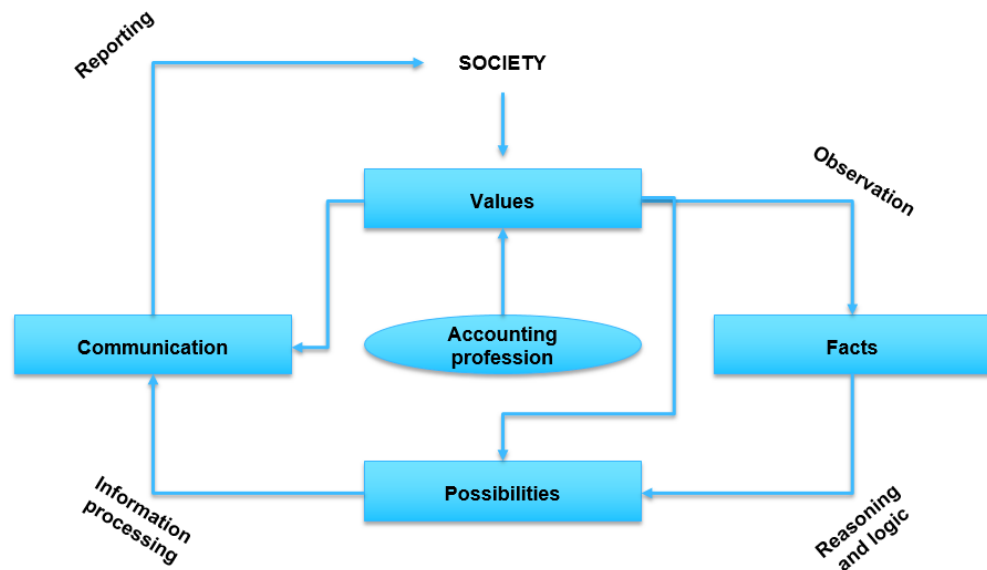 Reporting
SOCIETY
Values
Observation
Communication
Accounting
profession
Facts
Possibilities
Information
processing
Reasoning
and logic